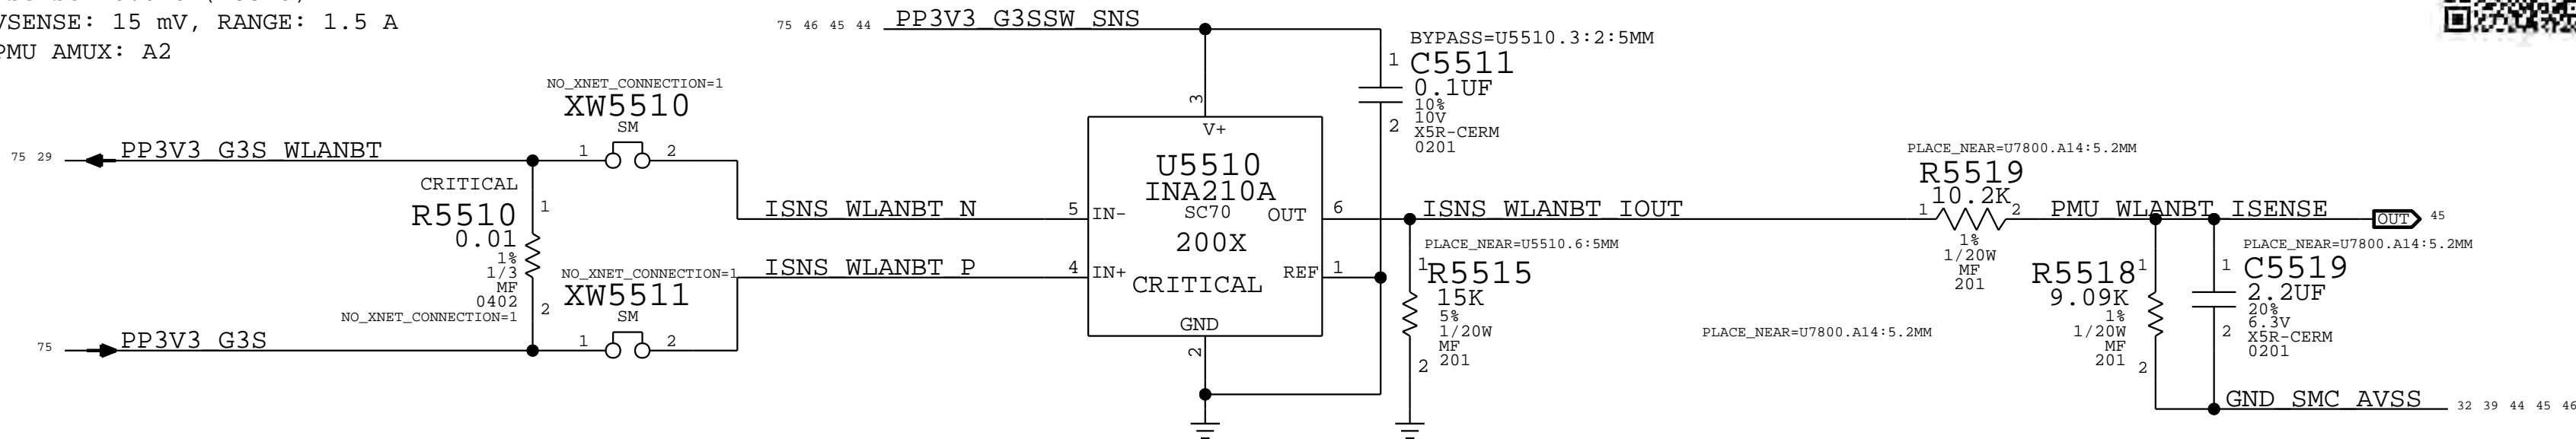 VSENSE: 15 mV, RANGE: 1.5 A
PMU AMUX: A2
75 46 45 44 PP3V3_G3SSW_SNS
BYPASS=U5510.3:2:5MM
1 C5511
0.1UF
10%
10V
2 X5R-CERM
0201
NO_XNET_CONNECTION=1
XW5510
SM
75 29 PP3V3_G3S_WLANBT 1 2
CRITICAL
R5510 1
0.01
1%
1/3
MF
0402
NO_XNET_CONNECTION=1 2
NO_XNET_CONNECTION=1
XW5511
SM
75 PP3V3_G3S 1 2
ISNS_WLANBT_N 5 IN-
ISNS_WLANBT_P 4 IN+
3
V+
U5510
INA210A
SC70
200X
CRITICAL
OUT 6
REF 1
GND
2
ISNS_WLANBT_IOUT
PLACE_NEAR=U5510.6:5MM
1 R5515
15K
5%
1/20W
MF
2 201
PLACE_NEAR=U7800.A14:5.2MM
R5519
10.2K
1 2
1%
1/20W
MF
201
PMU_WLANBT_ISENSE OUT 45
PLACE_NEAR=U7800.A14:5.2MM
R5518 1
9.09K
1%
1/20W
MF
201 2
PLACE_NEAR=U7800.A14:5.2MM
1 C5519
2.2UF
20%
6.3V
2 X5R-CERM
0201
GND_SMC_AVSS 32 39 44 45 46